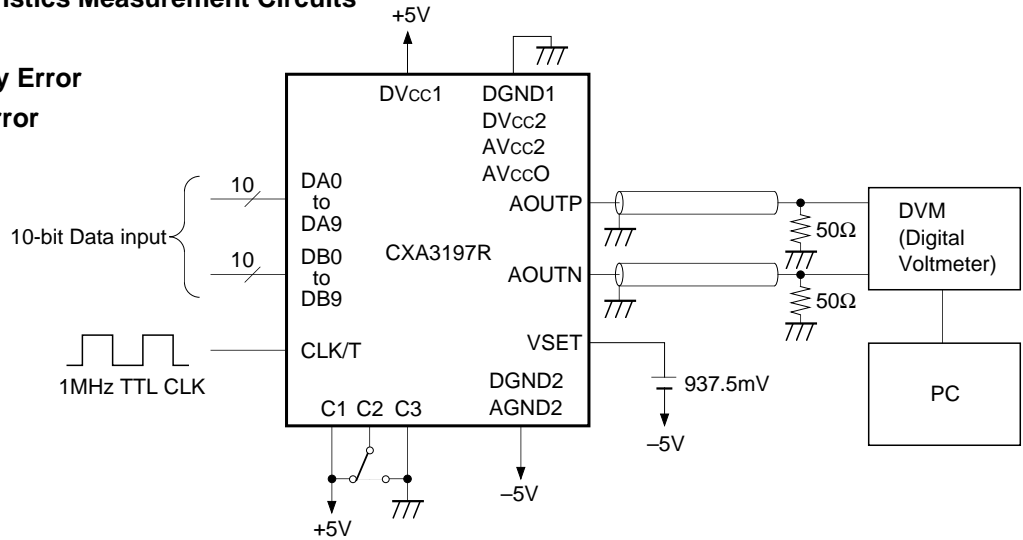 ristics Measurement Circuits
y Error
rror
+5V
DVCC1
DGND1
DVCC2
AVCC2
AVCCO
10
DA0
to
DA9
10-bit Data input
10
DB0
to
DB9
CXA3197R
AOUTP
AOUTN
50Ω
50Ω
DVM
(Digital
Voltmeter)
CLK/T
1MHz TTL CLK
VSET
937.5mV
–5V
DGND2
AGND2
–5V
PC
C1 C2 C3
+5V